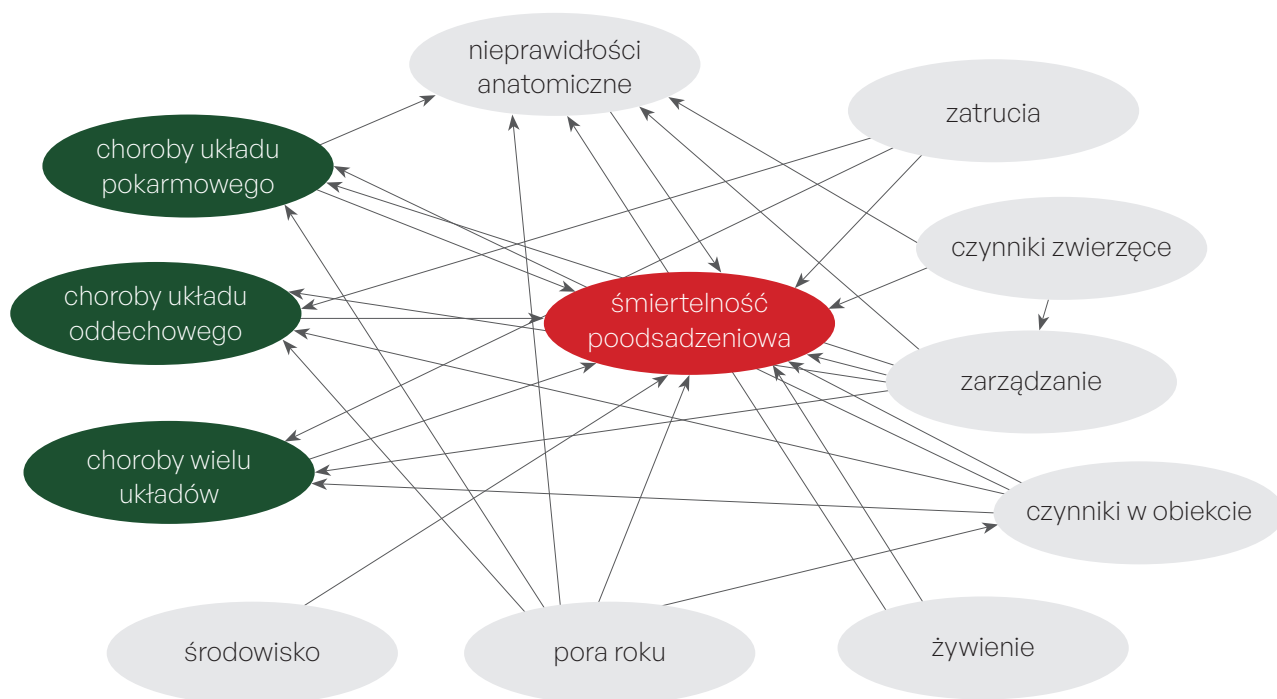 nieprawidłości
anatomiczne
zatrucia
choroby układu
pokarmowego
czynniki zwierzęce
choroby układu
oddechowego
śmiertelność
poodsadzeniowa
zarządzanie
choroby wielu
układów
czynniki w obiekcie
środowisko
pora roku
żywienie